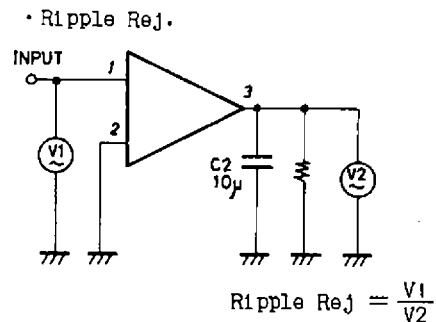 · Ripple Rej.
INPUT
1
3
2
V1
C2
10μ
V2
Ripple Rej = V1
V2